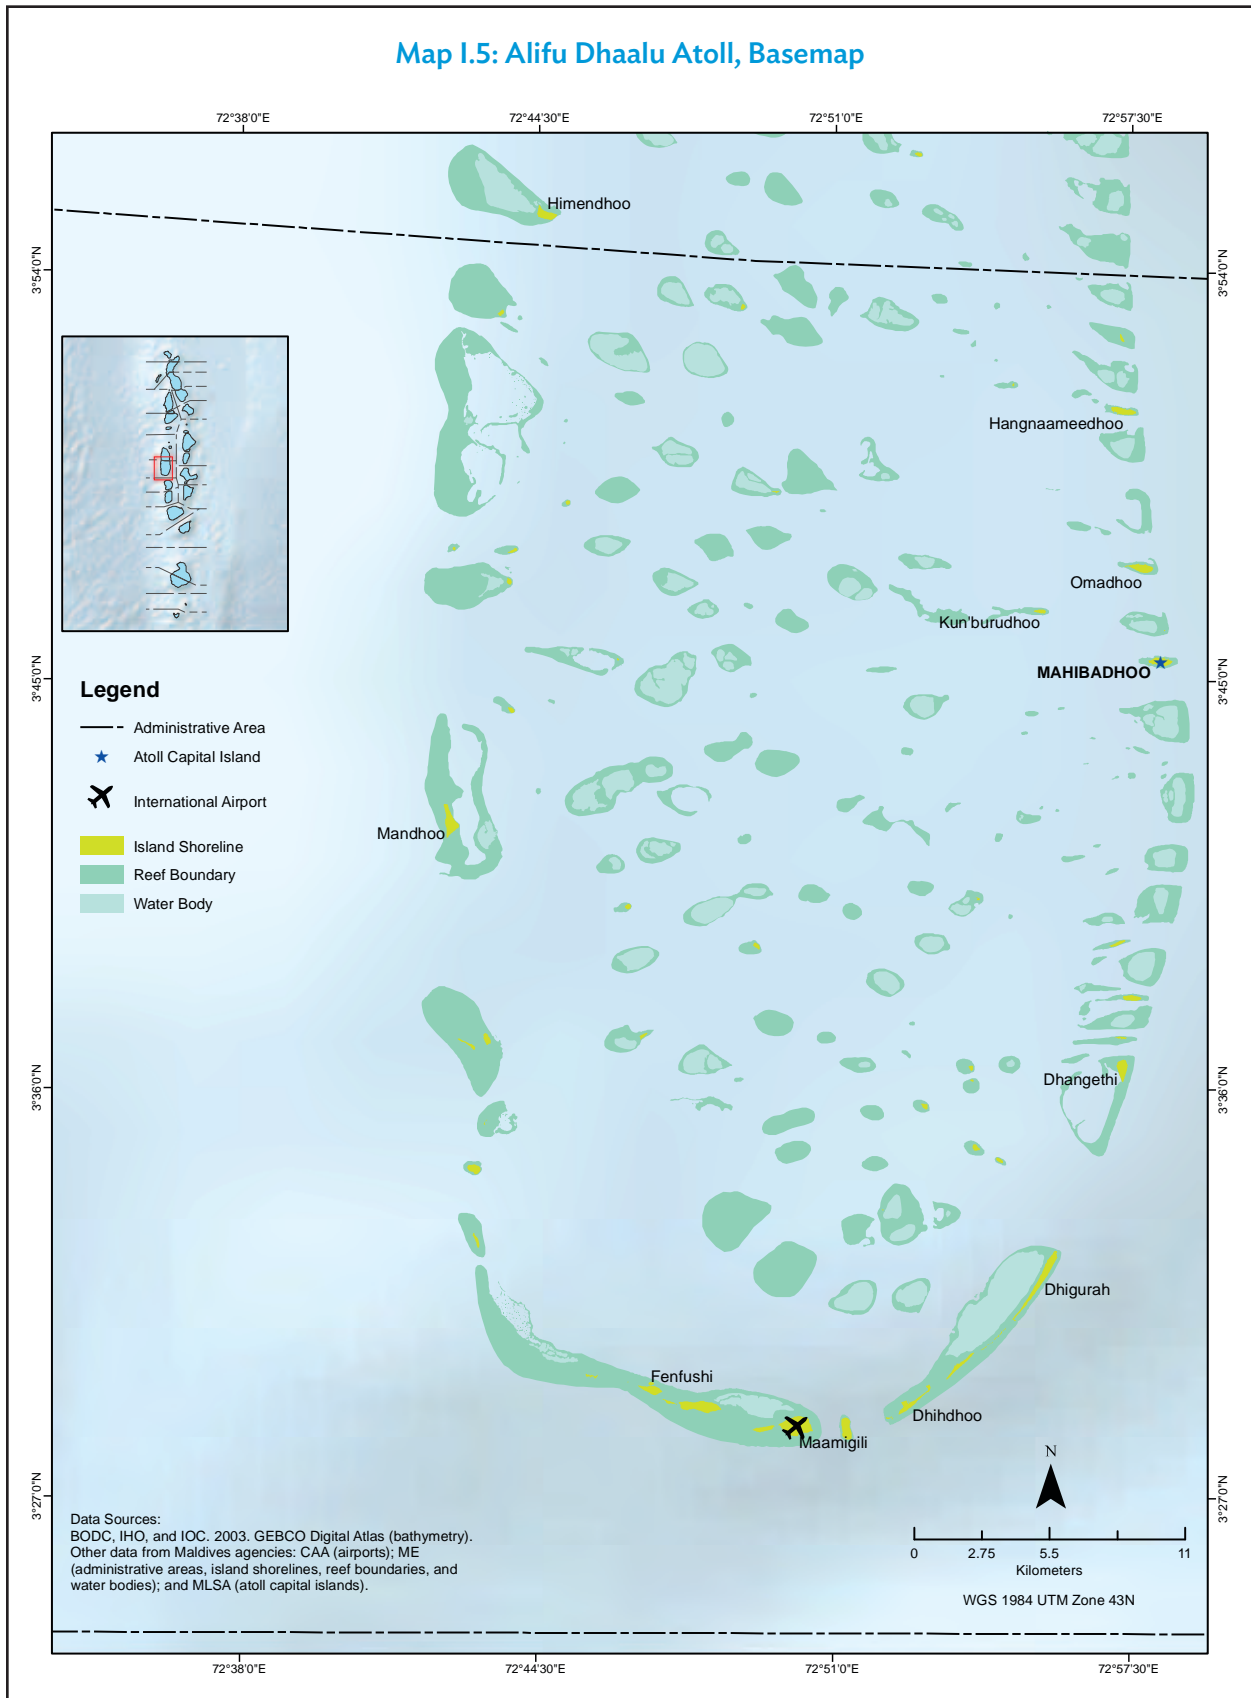 Map I.5: Alifu Dhaalu Atoll, Basemap
72°38'0"E
72°44'30"E
72°51'0"E
72°57'30"E
Himendhoo
3°54'0"N
3°54'0"N
Hangnaameedhoo
Omadhoo
Kun'burudhoo
MAHIBADHOO
3°45'0"N
3°45'0"N
Legend
Administrative Area
Atoll Capital Island
International Airport
Island Shoreline
Reef Boundary
Water Body
Mandhoo
Dhangethi
3°36'0"N
3°36'0"N
Dhigurah
Fenfushi
Dhihdhoo
Maamigili
N
3°27'0"N
3°27'0"N
Data Sources:
BODC, IHO, and IOC. 2003. GEBCO Digital Atlas (bathymetry).
Other data from Maldives agencies: CAA (airports); ME
(administrative areas, island shorelines, reef boundaries, and
water bodies); and MLSA (atoll capital islands).
0 2.75 5.5 11
Kilometers
WGS 1984 UTM Zone 43N
72°38'0"E
72°44'30"E
72°51'0"E
72°57'30"E